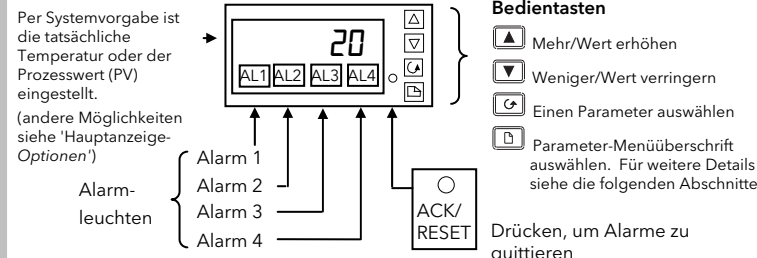 Per Systemvorgabe ist
die tatsächliche
Temperatur oder der
Prozesswert (PV)
eingestellt.
(andere Möglichkeiten
siehe 'Hauptanzeige-
Optionen')
20
AL1 AL2 AL3 AL4
Alarm-
leuchten
Alarm 1
Alarm 2
Alarm 3
Alarm 4
ACK/
RESET
Bedientasten
Mehr/Wert erhöhen
Weniger/Wert verringern
Einen Parameter auswählen
Parameter-Menüüberschrift
auswählen. Für weitere Details
siehe die folgenden Abschnitte
Drücken, um Alarme zu
quittieren